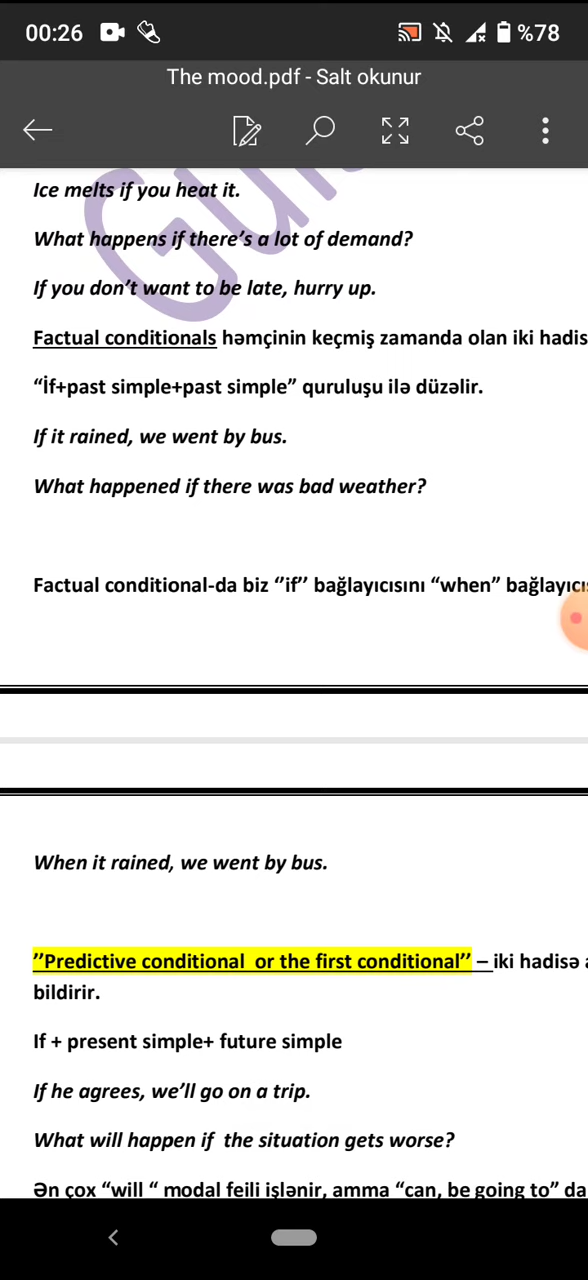 00:26 %78
The mood.pdf - Salt okunur
Ice melts if you heat it.
What happens if there’s a lot of demand?
If you don’t want to be late, hurry up.
Factual conditionals həmçinin keçmiş zamanda olan iki hadis
“İf+past simple+past simple” quruluşu ilə düzəlir.
If it rained, we went by bus.
What happened if there was bad weather?
Factual conditional-da biz “if” bağlayıcısını “when” bağlayıcı
When it rained, we went by bus.
”Predictive conditional or the first conditional” – iki hadisə
bildirir.
If + present simple+ future simple
If he agrees, we’ll go on a trip.
What will happen if the situation gets worse?
Ən çox “will “ modal feili işlənir, amma “can, be going to” da